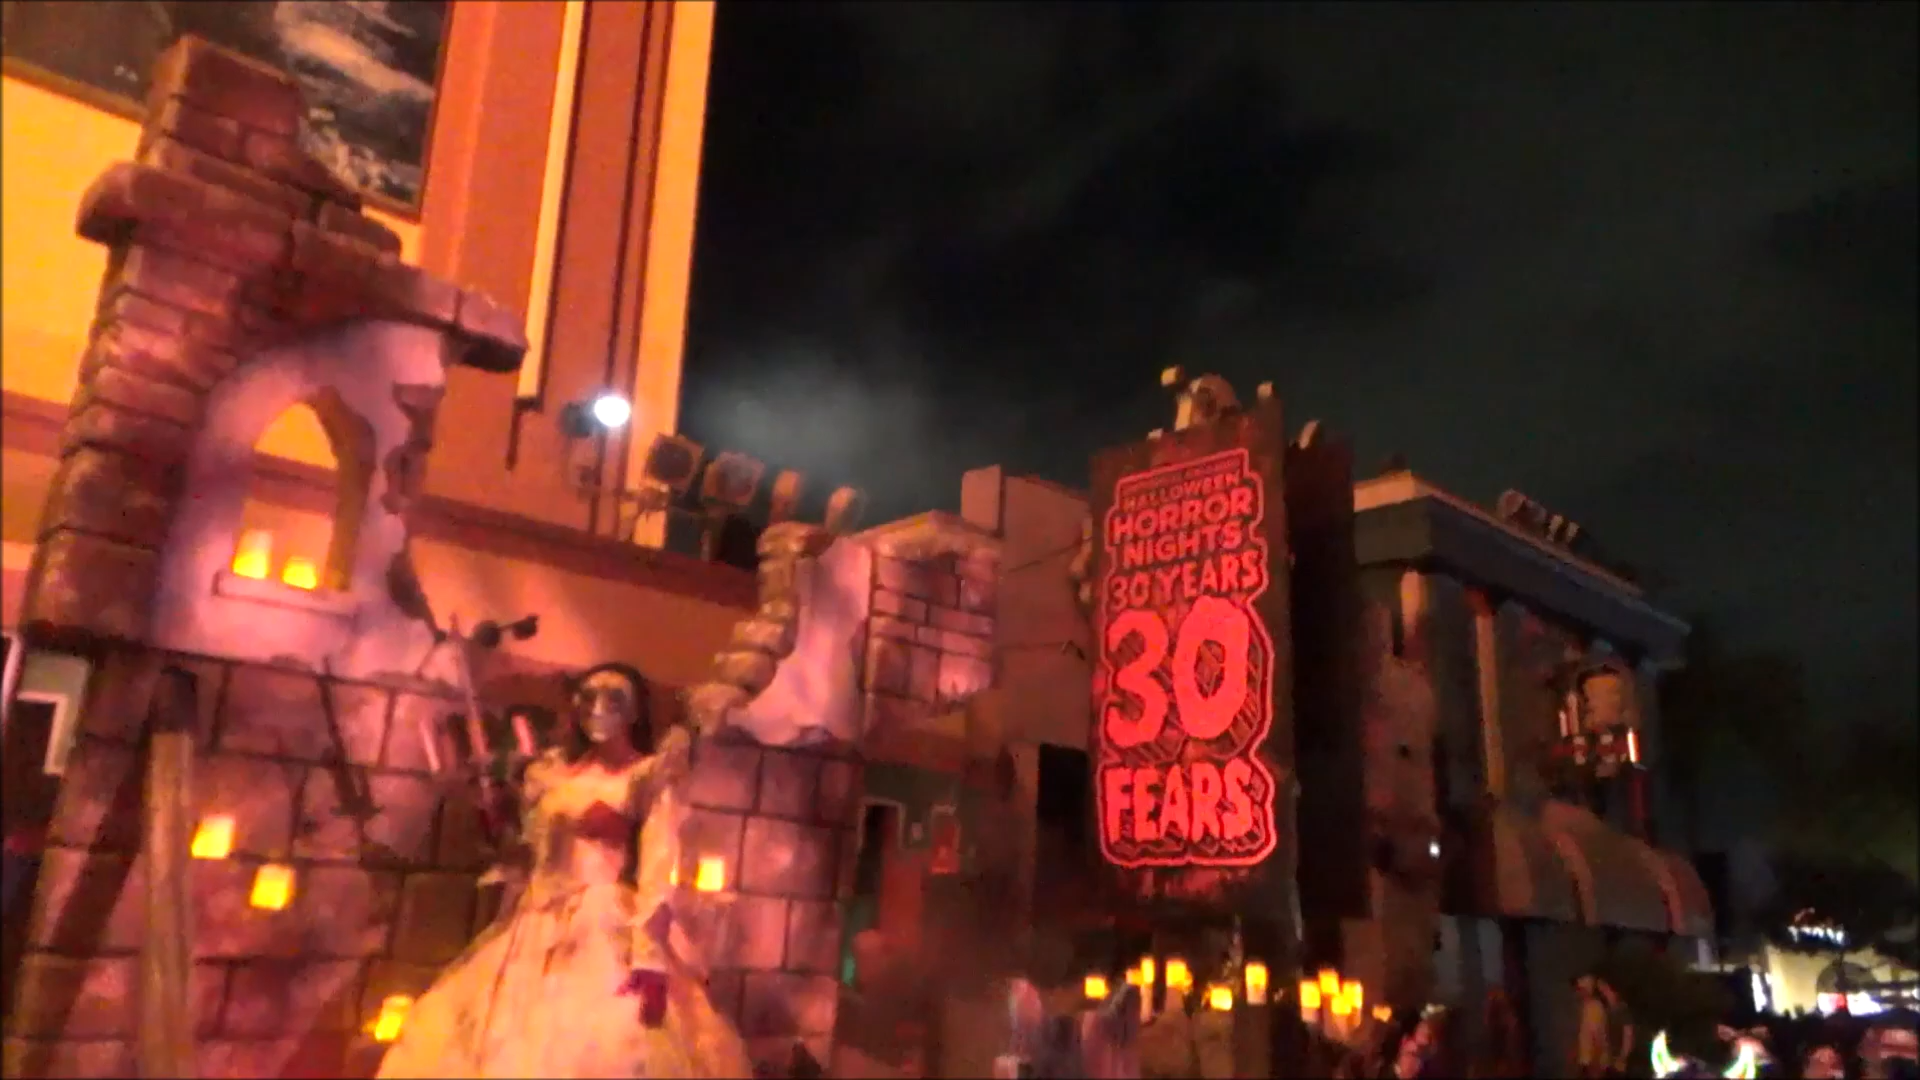 HALLOWEEN
HORROR
NIGHTS
30 YEARS
30
FEARS